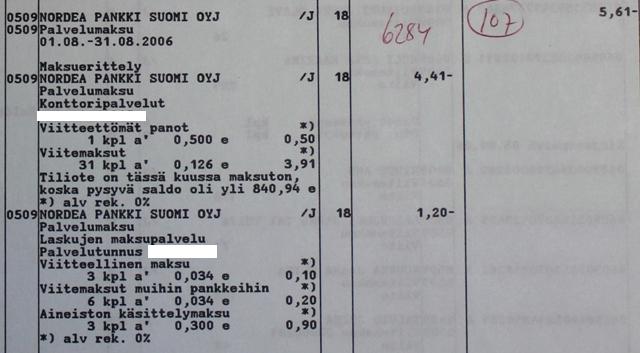 0509 NORDEA PANKKI SUOMI OYJ /J 18 6284 107 5,61-
0509 Palvelumaksu
01.08.-31.08.2006
Maksuerittely
0509 NORDEA PANKKI SUOMI OYJ /J 18 4,41-
Palvelumaksu
Konttoripalvelut
Viitteettömät panot *)
1 kpl a' 0,500 e 0,50
Viitemaksut *)
31 kpl a' 0,126 e 3,91
Tiliote on tässä kuussa maksuton,
koska pysyvä saldo oli yli 840,94 e
*) alv rek. 0%
0509 NORDEA PANKKI SUOMI OYJ /J 18 1,20-
Palvelumaksu
Laskujen maksupalvelu
Palvelutunnus
Viitteellinen maksu *)
3 kpl a' 0,034 e 0,10
Viitemaksut muihin pankkeihin *)
6 kpl a' 0,034 e 0,20
Aineiston käsittelymaksu *)
3 kpl a' 0,300 e 0,90
*) alv rek. 0%